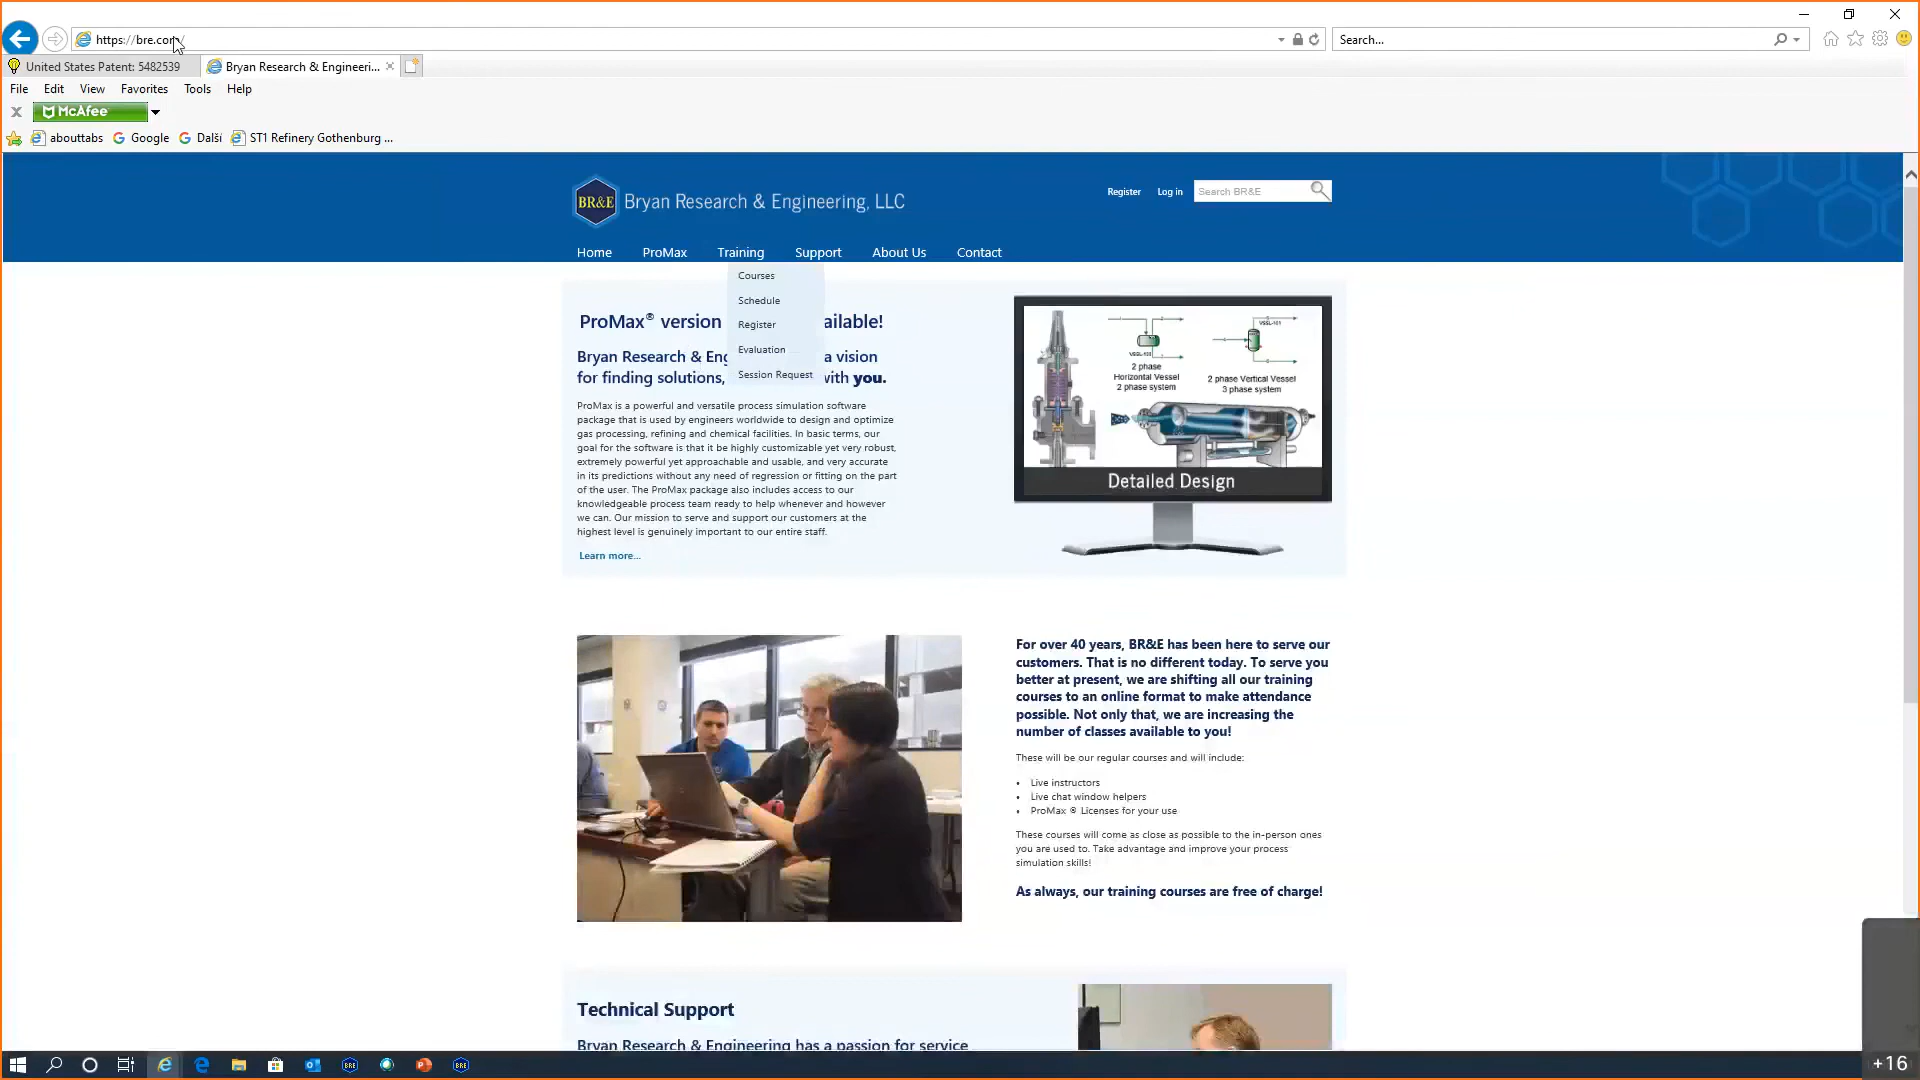 https://bre.com/
Search...
United States Patent: 5482539
Bryan Research & Engineeri...
File Edit View Favorites Tools Help
McAfee
abouttabs Google Další ST1 Refinery Gothenburg ...
BR&E Bryan Research & Engineering, LLC
Register Log in Search BR&E
Home ProMax Training Support About Us Contact
Courses
Schedule
Register
Evaluation
Session Request
ProMax® version ailable!
Bryan Research & Eng a vision
for finding solutions, with you.
ProMax is a powerful and versatile process simulation software
package that is used by engineers worldwide to design and optimize
gas processing, refining and chemical facilities. In basic terms, our
goal for the software is that it be highly customizable yet very robust,
extremely powerful yet approachable and usable, and very accurate
in its predictions without any need of regression or fitting on the part
of the user. The ProMax package also includes access to our
knowledgeable process team ready to help whenever and however
we can. Our mission to serve and support our customers at the
highest level is genuinely important to our entire staff.
Learn more...
VSSL-101
VSSL-100
2 phase
Horizontal Vessel
2 phase system
2 phase Vertical Vessel
3 phase system
Detailed Design
For over 40 years, BR&E has been here to serve our
customers. That is no different today. To serve you
better at present, we are shifting all our training
courses to an online format to make attendance
possible. Not only that, we are increasing the
number of classes available to you!
These will be our regular courses and will include:
• Live instructors
• Live chat window helpers
• ProMax ® Licenses for your use
These courses will come as close as possible to the in-person ones
you are used to. Take advantage and improve your process
simulation skills!
As always, our training courses are free of charge!
Technical Support
Bryan Research & Engineering has a passion for service
BRE
BRE
+16